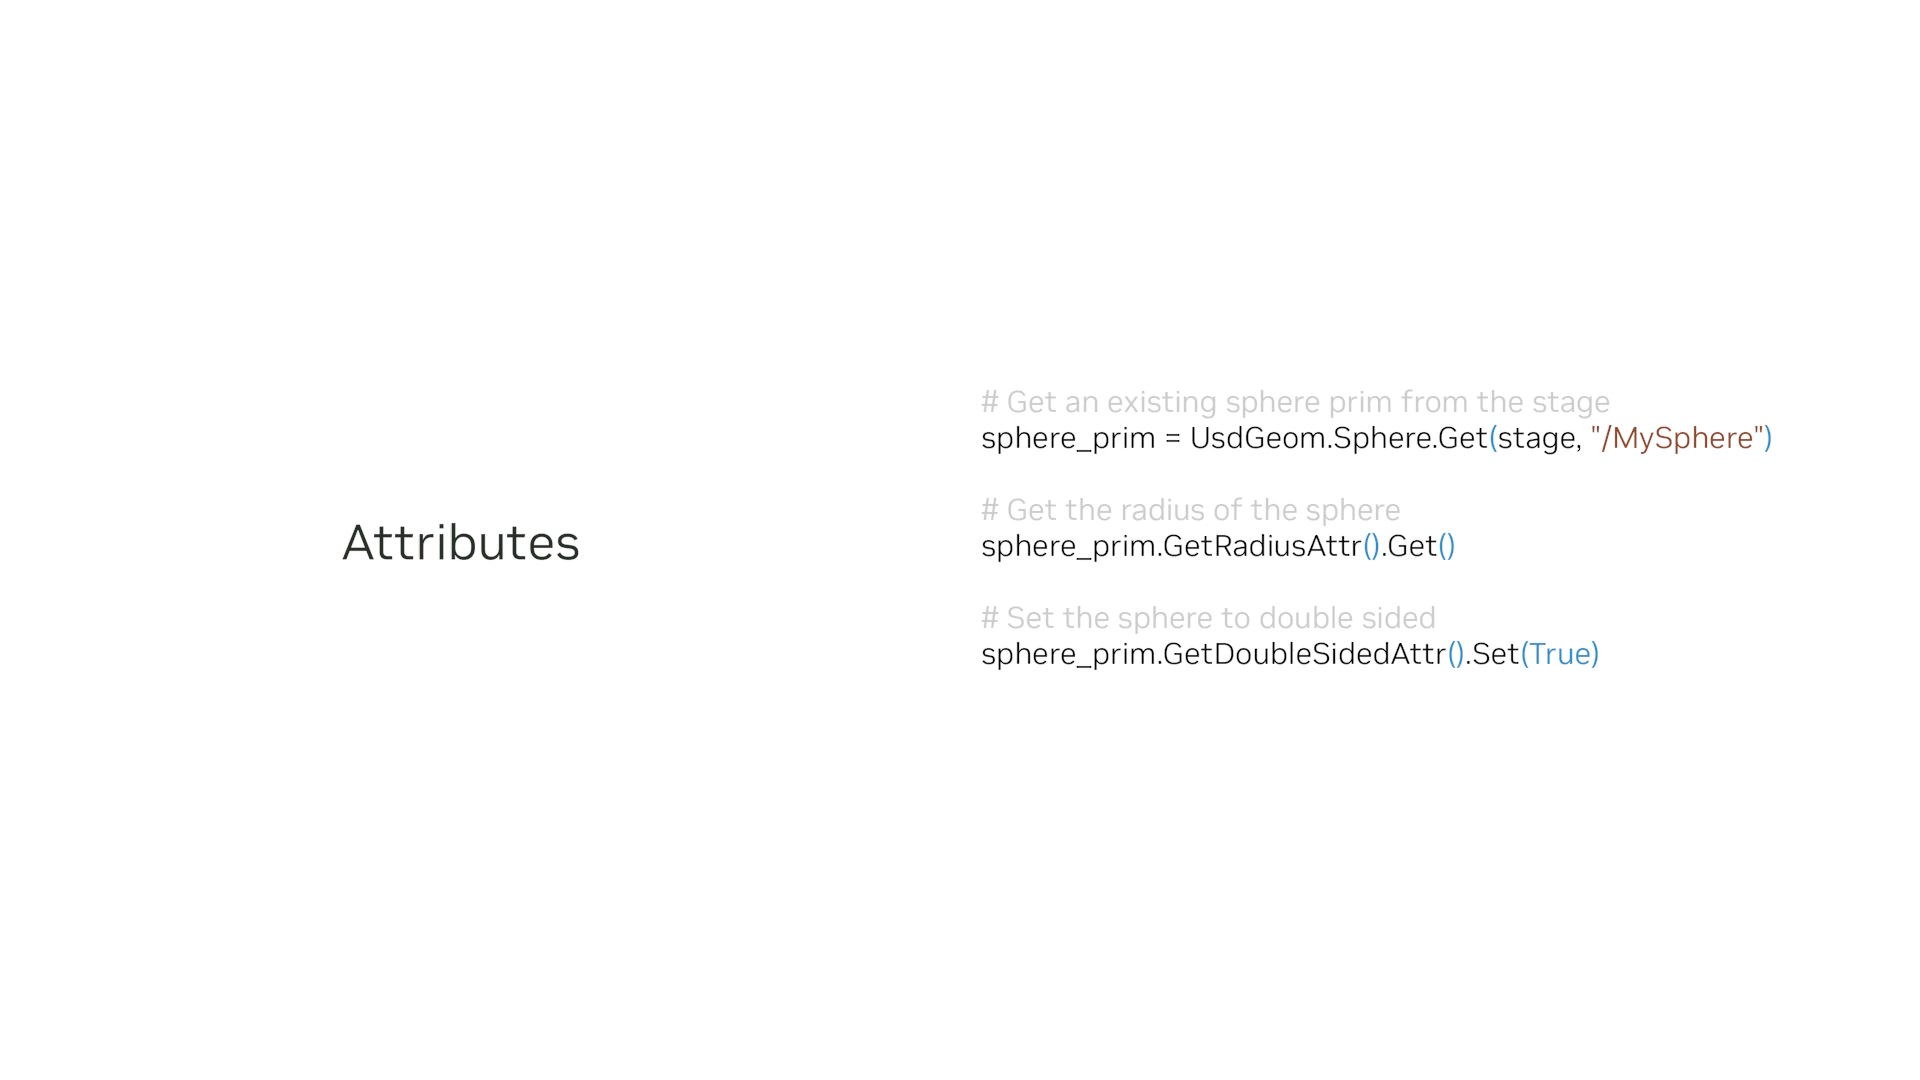 Attributes
# Get an existing sphere prim from the stage
sphere_prim = UsdGeom.Sphere.Get(stage, "/MySphere")
# Get the radius of the sphere
sphere_prim.GetRadiusAttr().Get()
# Set the sphere to double sided
sphere_prim.GetDoubleSidedAttr().Set(True)